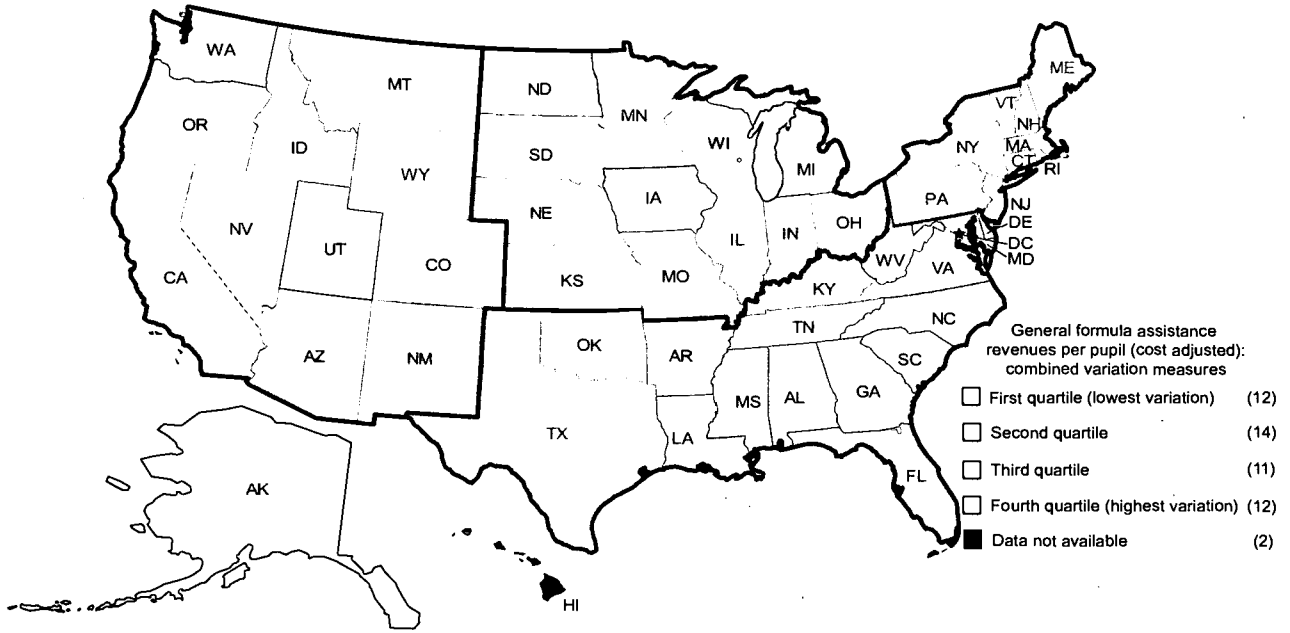 WA
MT
ND
MN
ME
VT
NH
OR
ID
SD
WI
MI
NY
MA
CT
RI
WY
IA
PA
NJ
NV
UT
NE
IL
IN
OH
DE
DC
MD
CA
CO
KS
MO
WV
VA
KY
AZ
NM
OK
AR
TN
NC
SC
MS
AL
GA
TX
LA
FL
AK
HI
General formula assistance
revenues per pupil (cost adjusted):
combined variation measures
First quartile (lowest variation) (12)
Second quartile (14)
Third quartile (11)
Fourth quartile (highest variation) (12)
Data not available (2)